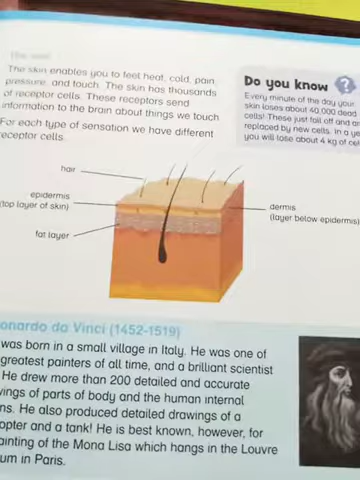 The skin
The skin enables you to feel heat, cold, pain,
pressure, and touch. The skin has thousands
of receptor cells. These receptors send
information to the brain about things we touch
For each type of sensation we have different
receptor cells.
Do you know ?
Every minute of the day your
skin loses about 40,000 dead
cells! These just fall off and
replaced by new cells. In a
you will lose about 4 kg of
hair
epidermis
(top layer of skin)
fat layer
dermis
(layer below epidermis)
onardo da Vinci (1452-1519)
was born in a small village in Italy. He was one of
greatest painters of all time, and a brilliant scientist
He drew more than 200 detailed and accurate
wings of parts of body and the human internal
ns. He also produced detailed drawings of a
opter and a tank! He is best known, however, for
ainting of the Mona Lisa which hangs in the Louvre
um in Paris.